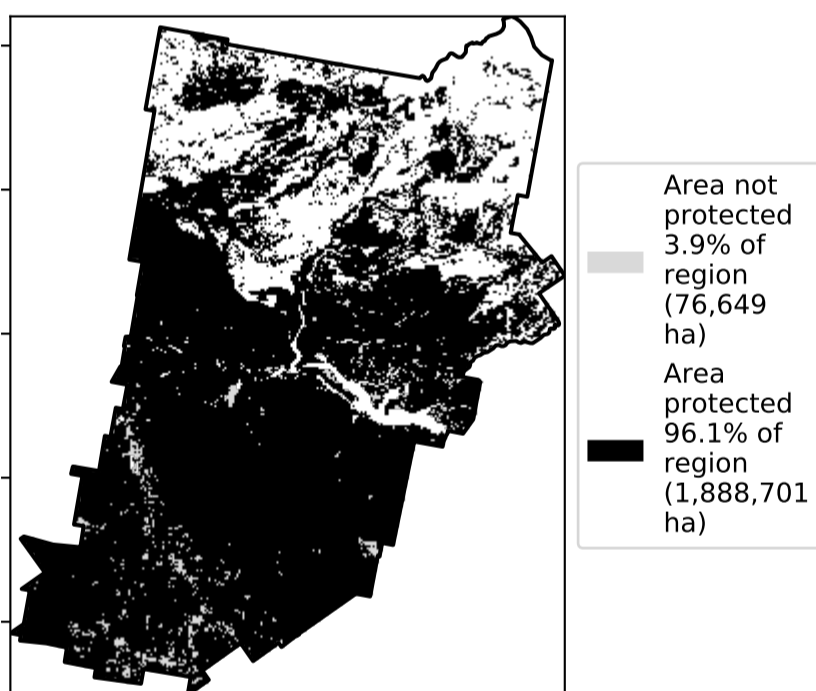 Area not
protected
3.9% of
region
(76,649
ha)
Area
protected
96.1% of
region
(1,888,701
ha)